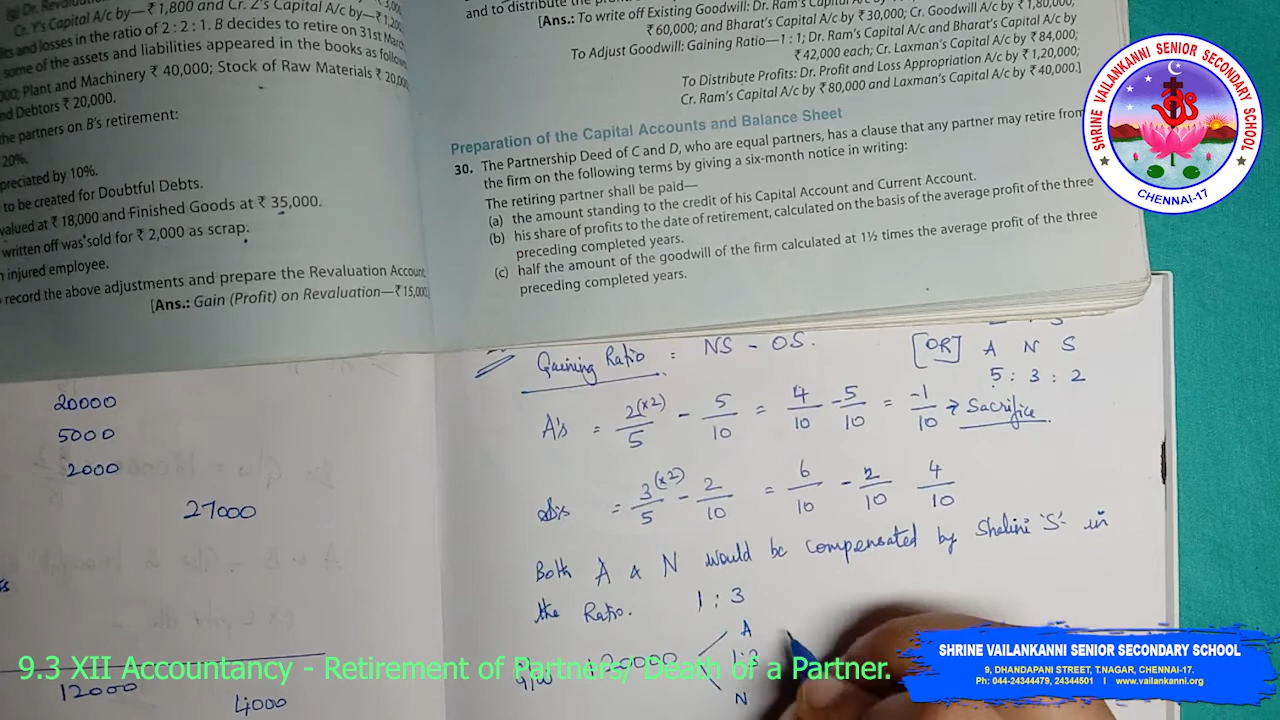 (g) Dr. Revaluation
Cr. Y's Capital A/c by—₹ 1,800 and Cr. Z's Capital A/c by—₹ 1,200
its and losses in the ratio of 2 : 2 : 1. B decides to retire on 31st March
some of the assets and liabilities appeared in the books as follows
000; Plant and Machinery ₹ 40,000; Stock of Raw Materials ₹ 20,000
nd Debtors ₹ 20,000.
the partners on B's retirement:
20%.
preciated by 10%.
to be created for Doubtful Debts.
valued at ₹ 18,000 and Finished Goods at ₹ 35,000.
written off was sold for ₹ 2,000 as scrap.
n injured employee.
record the above adjustments and prepare the Revaluation Account.
[Ans.: Gain (Profit) on Revaluation—₹ 15,000]
and to distribute the
[Ans.: To write off Existing Goodwill: Dr. Ram's Capital A/c by
₹ 60,000; and Bharat's Capital A/c by ₹ 30,000; Cr. Goodwill A/c by ₹ 1,80,000;
To Adjust Goodwill: Gaining Ratio—1 : 1; Dr. Ram's Capital A/c and Bharat's Capital A/c by
₹ 42,000 each; Cr. Laxman's Capital A/c by ₹ 84,000;
To Distribute Profits: Dr. Profit and Loss Appropriation A/c by ₹ 1,20,000;
Cr. Ram's Capital A/c by ₹ 80,000 and Laxman's Capital A/c by ₹ 40,000.]
Preparation of the Capital Accounts and Balance Sheet
30. The Partnership Deed of C and D, who are equal partners, has a clause that any partner may retire from
the firm on the following terms by giving a six-month notice in writing:
The retiring partner shall be paid—
(a) the amount standing to the credit of his Capital Account and Current Account.
(b) his share of profits to the date of retirement, calculated on the basis of the average profit of the three
preceding completed years.
(c) half the amount of the goodwill of the firm calculated at 1½ times the average profit of the three
preceding completed years.
20000
5000
2000
27000
12000
4000
Gaining Ratio : NS - OS.
[OR] A N S
5 : 3 : 2
A's = 2(x2)/5 - 5/10 = 4/10 - 5/10 = -1/10 → Sacrifice.
S's = 3(x2)/5 - 2/10 = 6/10 - 2/10 4/10
Both A & N would be compensated by Shalini 'S' in
the Ratio. 1 : 3
A
120000 1:3
N
SHRINE VAILANKANNI SENIOR SECONDARY SCHOOL
CHENNAI-17
9.3 XII Accountancy - Retirement of Partners/ Death of a Partner.
SHRINE VAILANKANNI SENIOR SECONDARY SCHOOL
9, DHANDAPANI STREET, T.NAGAR, CHENNAI-17.
Ph: 044-24344479, 24344501 I www.vailankanni.org